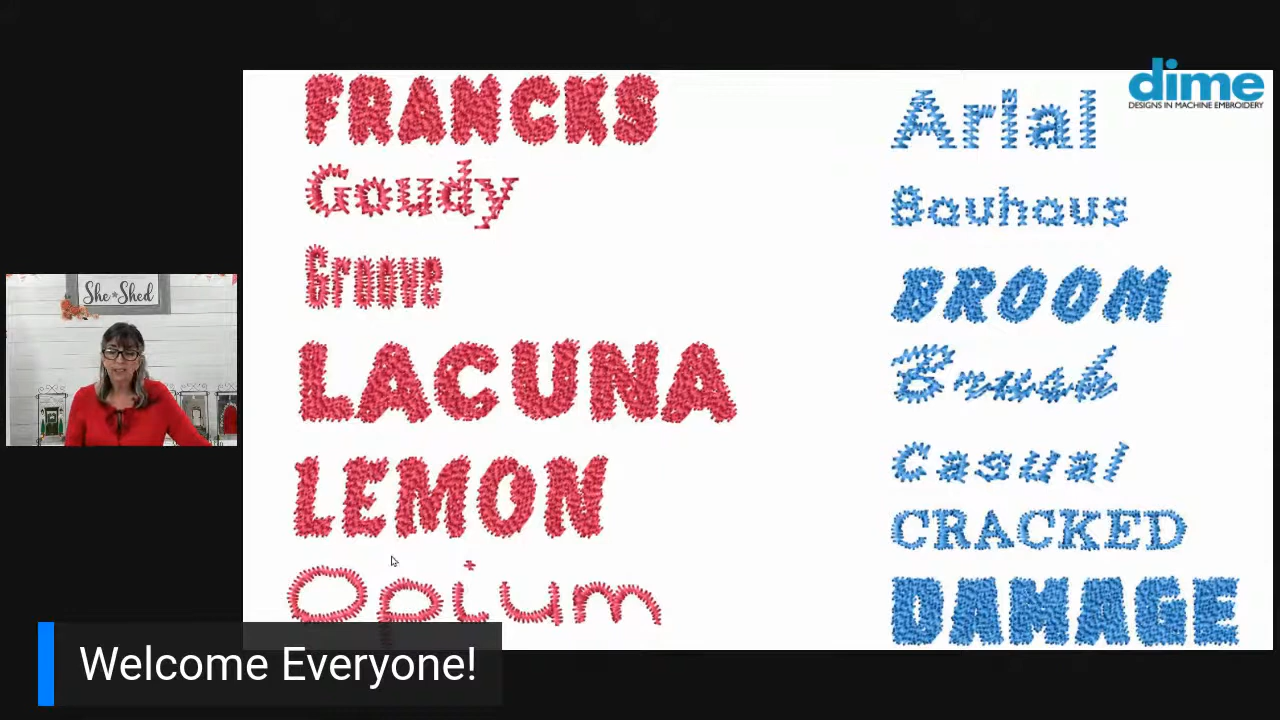 FRANCKS
Goudy
Groove
LACUNA
LEMON
Opium
Arial
Bauhaus
BROOM
Brush
Casual
CRACKED
DAMAGE
dime
DESIGNS IN MACHINE EMBROIDERY
She Shed
Welcome Everyone!